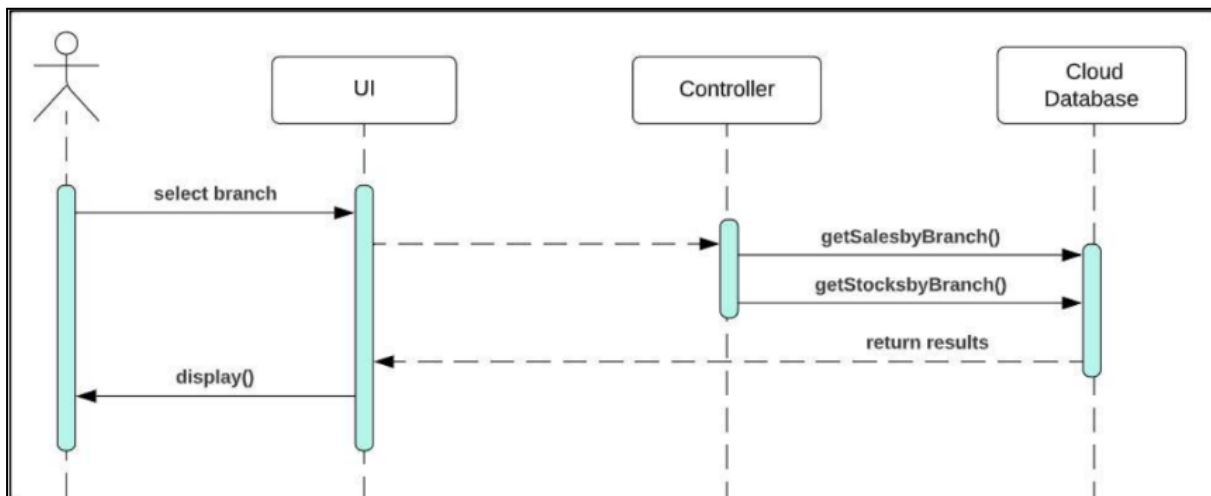 UI
Controller
Cloud
Database
select branch
getSalesbyBranch()
getStocksbyBranch()
return results
display()